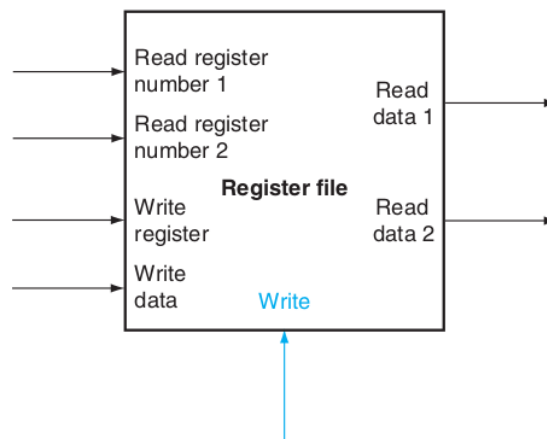 Read register
number 1
Read register
number 2
Write
register
Write
data
Register file
Write
Read
data 1
Read
data 2